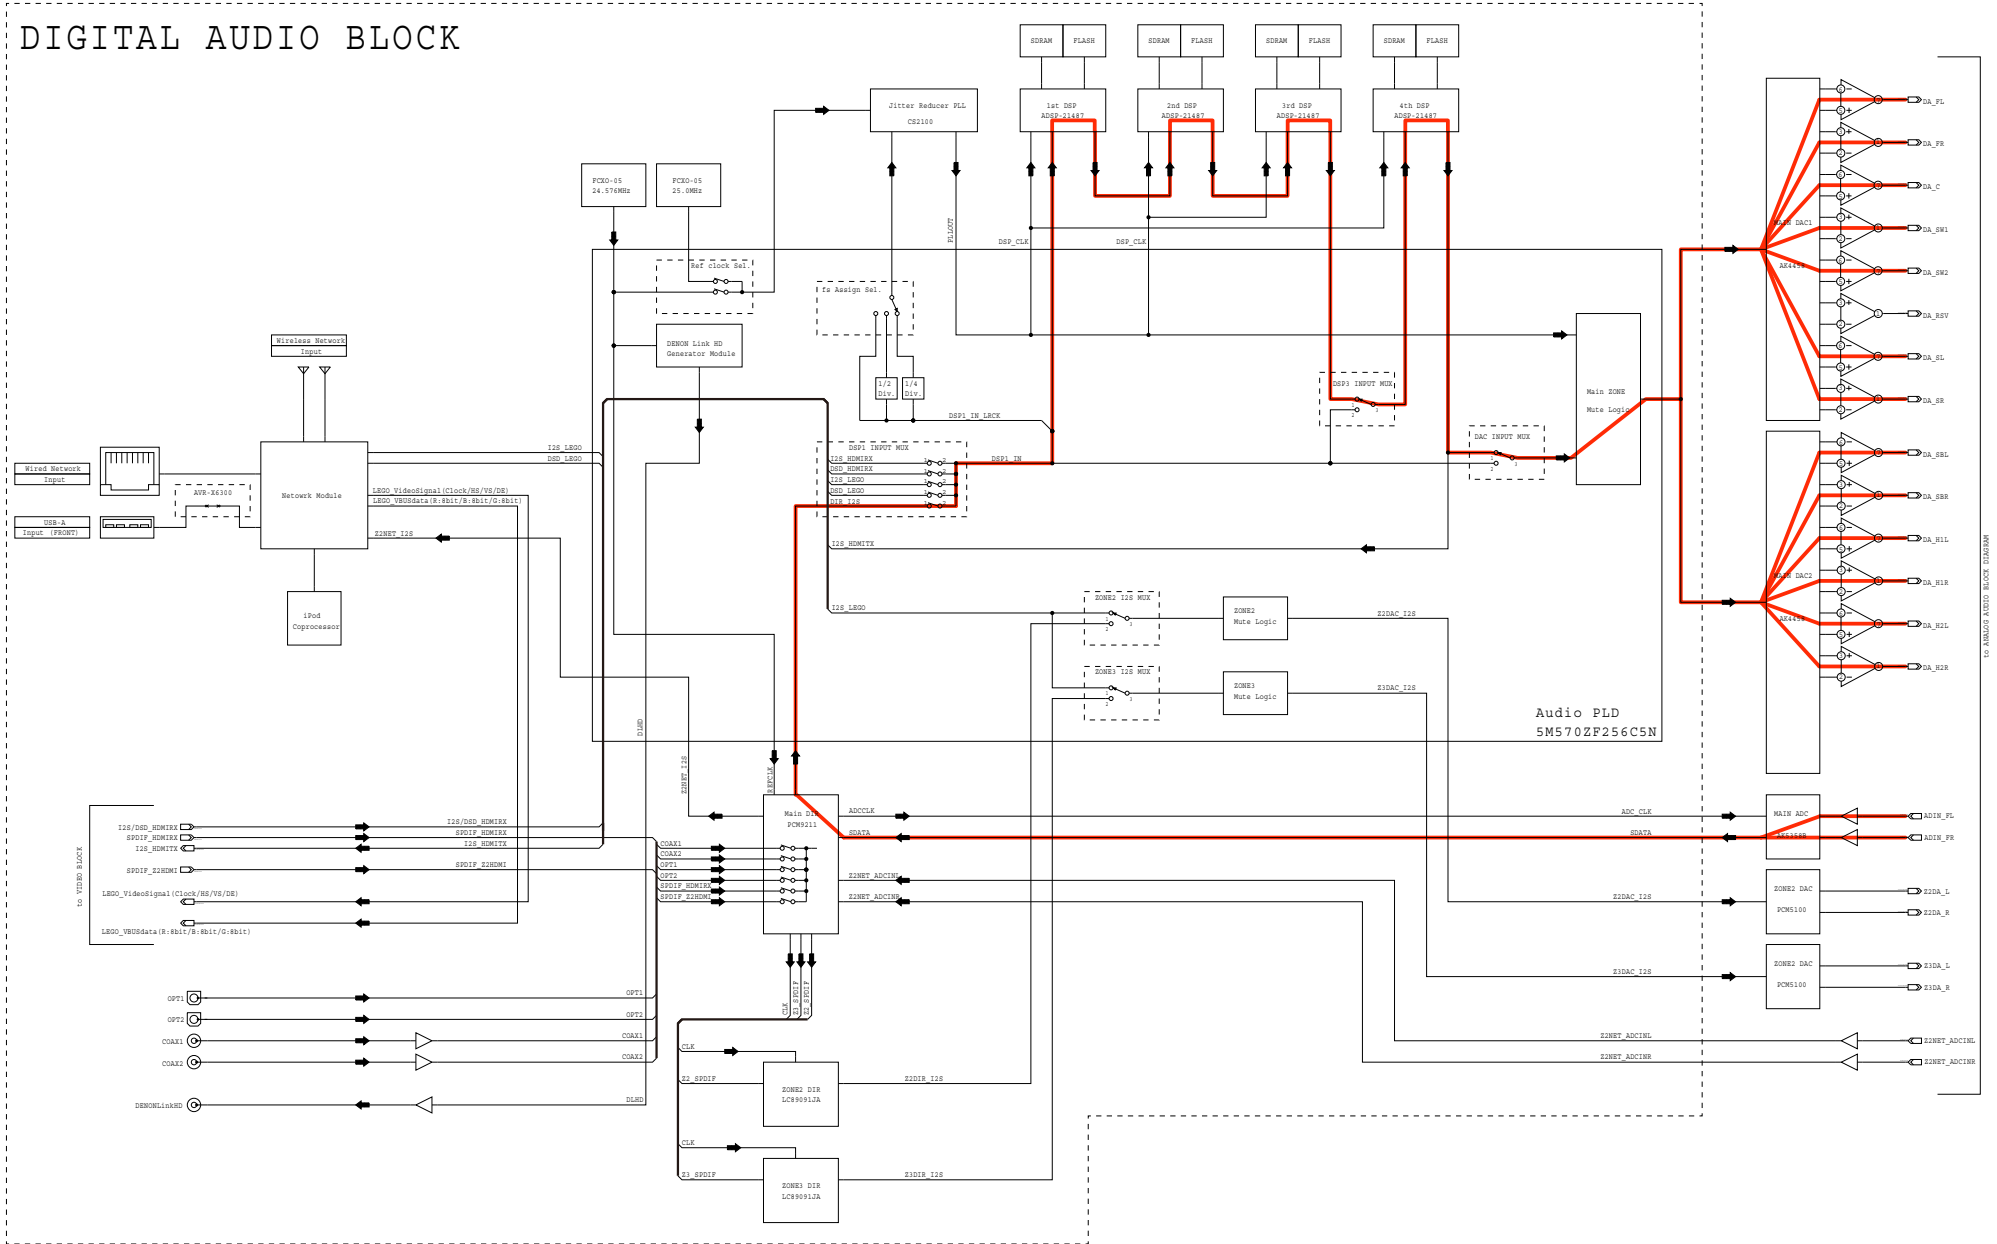 DIGITAL AUDIO BLOCK
SDRAM
FLASH
SDRAM
FLASH
SDRAM
FLASH
SDRAM
FLASH
Jitter Reducer PLL
CS2100
1st DSP
ADSP-21487
2nd DSP
ADSP-21487
3rd DSP
ADSP-21487
4th DSP
ADSP-21487
FCXO-05
24.576MHz
FCXO-05
25.0MHz
PLLOUT
DSP_CLK
DSP_CLK
Ref clock Sel.
fs Assign Sel.
DENON Link HD
Generator Module
1/2
Div.
1/4
Div.
DSP1_IN_LRCK
DSP3 INPUT MUX
DAC INPUT MUX
Main ZONE
Mute Logic
Wireless Network
Input
Wired Network
Input
USB-A
Input (FRONT)
AVR-X6300
Netowrk Module
iPod
Coprocessor
I2S_LEGO
DSD_LEGO
LEGO_VideoSignal(Clock/HS/VS/DE)
LEGO_VBUSdata(R:8bit/B:8bit/G:8bit)
Z2NET_I2S
DSP1 INPUT MUX
I2S_HDMIRX
DSD_HDMIRX
I2S_LEGO
DSD_LEGO
DIR_I2S
DSP1_IN
I2S_HDMITX
I2S_LEGO
ZONE2 I2S MUX
ZONE2
Mute Logic
Z2DAC_I2S
ZONE3 I2S MUX
ZONE3
Mute Logic
Z3DAC_I2S
Audio PLD
5M570ZF256C5N
MAIN DAC1
AK4458
DA_FL
DA_FR
DA_C
DA_SW1
DA_SW2
DA_RSV
DA_SL
DA_SR
MAIN DAC2
AK4458
DA_SBL
DA_SBR
DA_H1L
DA_H1R
DA_H2L
DA_H2R
to ANALOG AUDIO BLOCK DIAGRAM
DLHD
Z2NET_I2S
REFCLK
Main DIR
PCM9211
ADCCLK
SDATA
ADC_CLK
SDATA
MAIN ADC
AK5358B
ADIN_FL
ADIN_FR
to VIDEO BLOCK
I2S/DSD_HDMIRX
SPDIF_HDMIRX
I2S_HDMITX
SPDIF_Z2HDMI
LEGO_VideoSignal(Clock/HS/VS/DE)
LEGO_VBUSdata(R:8bit/B:8bit/G:8bit)
I2S/DSD_HDMIRX
SPDIF_HDMIRX
I2S_HDMITX
SPDIF_Z2HDMI
COAX1
COAX2
OPT1
OPT2
SPDIF_HDMIRX
SPDIF_Z2HDMI
Z2NET_ADCINL
Z2NET_ADCINR
Z2DAC_I2S
ZONE2 DAC
PCM5100
Z2DA_L
Z2DA_R
Z3DAC_I2S
ZONE2 DAC
PCM5100
Z3DA_L
Z3DA_R
CLK
Z3_SPDIF
Z2_SPDIF
OPT1
OPT1
OPT2
OPT2
COAX1
COAX1
COAX2
COAX2
DENONLinkHD
DLHD
Z2NET_ADCINL
Z2NET_ADCINL
Z2NET_ADCINR
Z2NET_ADCINR
CLK
Z2_SPDIF
ZONE2 DIR
LC89091JA
Z2DIR_I2S
CLK
Z3_SPDIF
ZONE3 DIR
LC89091JA
Z3DIR_I2S